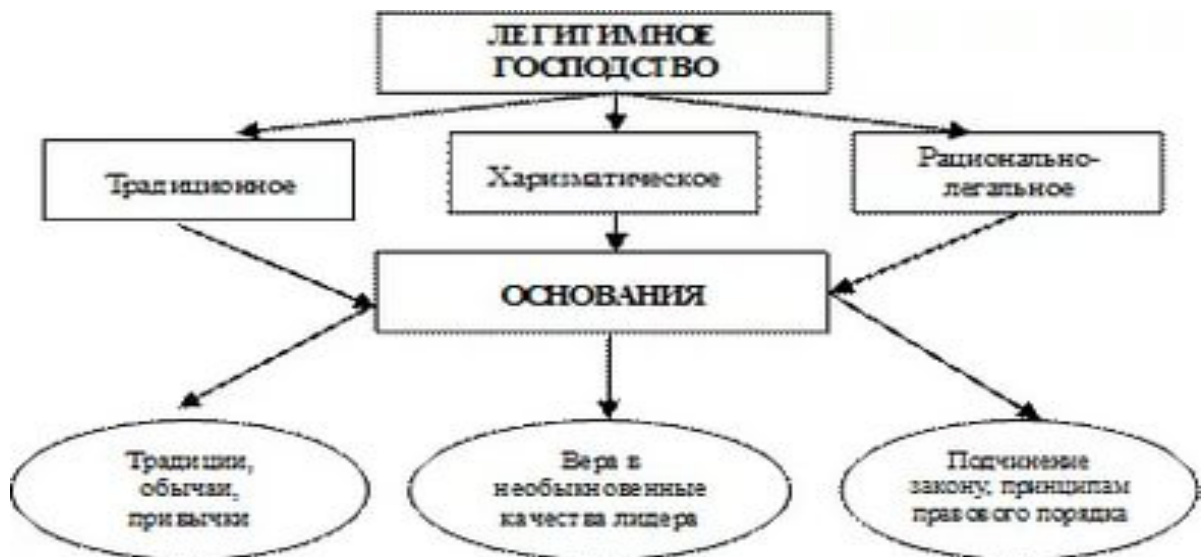 ЛЕГИТИМНОЕ
ГОСПОДСТВО
Традиционное
Харизматическое
Рационально-
легальное
ОСНОВАНИЯ
Традиции,
обычаи,
привычки
Вера в
необыкновенные
качества лидера
Подчинение
закону, принципам
правового порядка